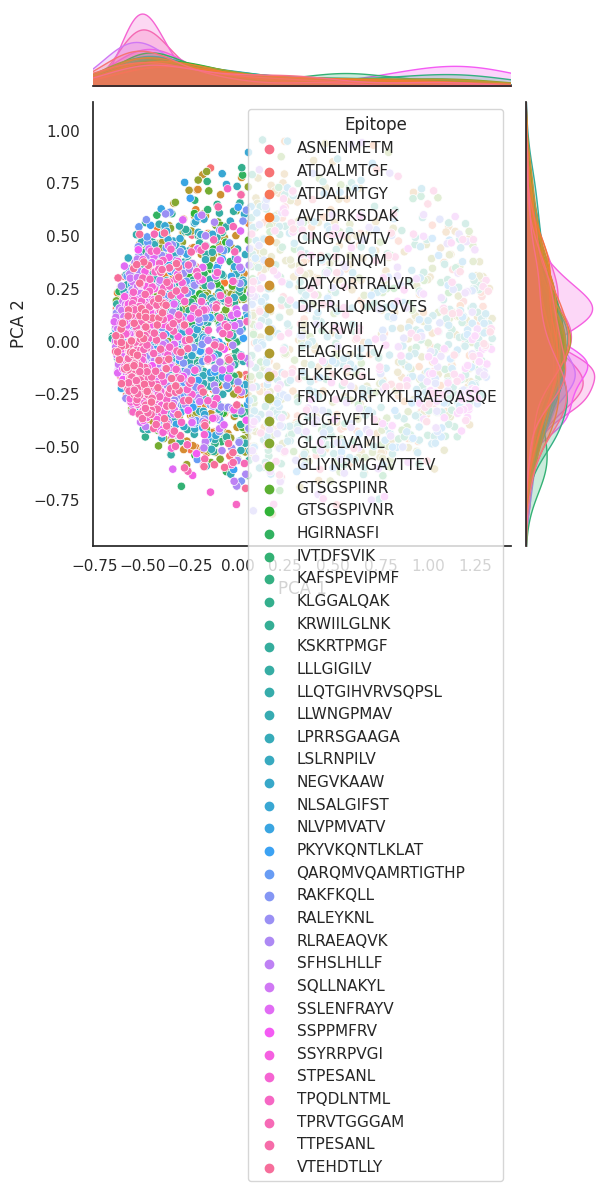 Epitope
ASNENMETM
ATDALMTGF
ATDALMTGY
AVFDRKSDAK
CINGVCWTV
CTPYDINQM
DATYQRTRALVR
DPFRLLQNSQVFS
EIYKRWII
ELAGIGILTV
FLKEKGGL
FRDYVDRFYKTLRAEQASQE
GILGFVFTL
GLCTLVAML
GLIYNRMGAVTTEV
GTSGSPIINR
GTSGSPIVNR
HGIRNASFI
IVTDFSVIK
KAFSPEVIPMF
KLGGALQAK
KRWIILGLNK
KSKRTPMGF
LLLGIGILV
LLQTGIHVRVSQPSL
LLWNGPMAV
LPRRSGAAGA
LSLRNPILV
NEGVKAAW
NLSALGIFST
NLVPMVATV
PKYVKQNTLKLAT
QARQMVQAMRTIGTHP
RAKFKQLL
RALEYKNL
RLRAEAQVK
SFHSLHLLF
SQLLNAKYL
SSLENFRAYV
SSPPMFRV
SSYRRPVGI
STPESANL
TPQDLNTML
TPRVTGGGAM
TTPESANL
VTEHDTLLY
1.00
0.75
0.50
0.25
0.00
−0.25
−0.50
−0.75
PCA 2
−0.75 −0.50 −0.25 0.00 0.25 0.50 0.75 1.00 1.25
PCA 1